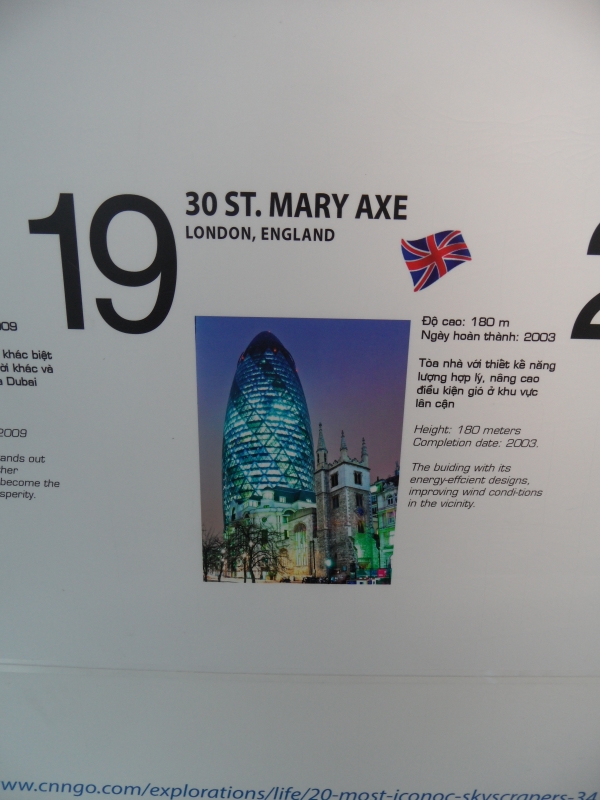 19
30 ST. MARY AXE
LONDON, ENGLAND
Độ cao: 180 m
Ngày hoàn thành: 2003
Tòa nhà với thiết kế năng
lượng hợp lý, nâng cao
điều kiện gió ở khu vực
lân cận
Height: 180 meters
Completion date: 2003.
The buiding with its
energy-effcient designs,
improving wind condi-tions
in the vicinity.
009
khác biệt
ời khác và
a Dubai
2009
ands out
her
become the
sperity.
2
ww.cnngo.com/explorations/life/20-most-iconoc-skyscrapers-34